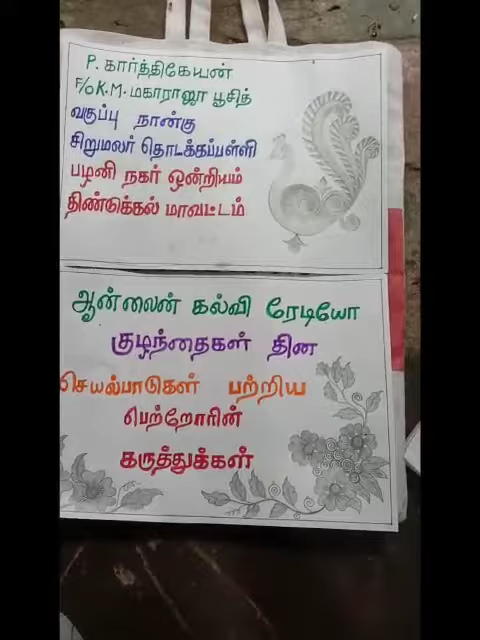 P. கார்த்திகேயன்
F/o K.M. மகாராஜா பூசித்
வகுப்பு நான்கு
சிறுமலர் தொடக்கப்பள்ளி
பழனி நகர் ஒன்றியம்
திண்டுக்கல் மாவட்டம்
ஆன்லைன் கல்வி ரேடியோ
குழந்தைகள் தின
செயல்பாடுகள் பற்றிய
பெற்றோரின்
கருத்துக்கள்